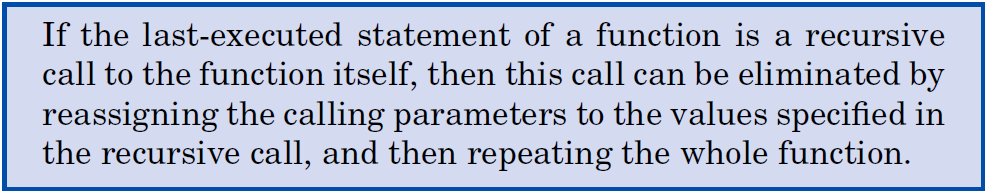 If the last-executed statement of a function is a recursive
call to the function itself, then this call can be eliminated by
reassigning the calling parameters to the values specified in
the recursive call, and then repeating the whole function.